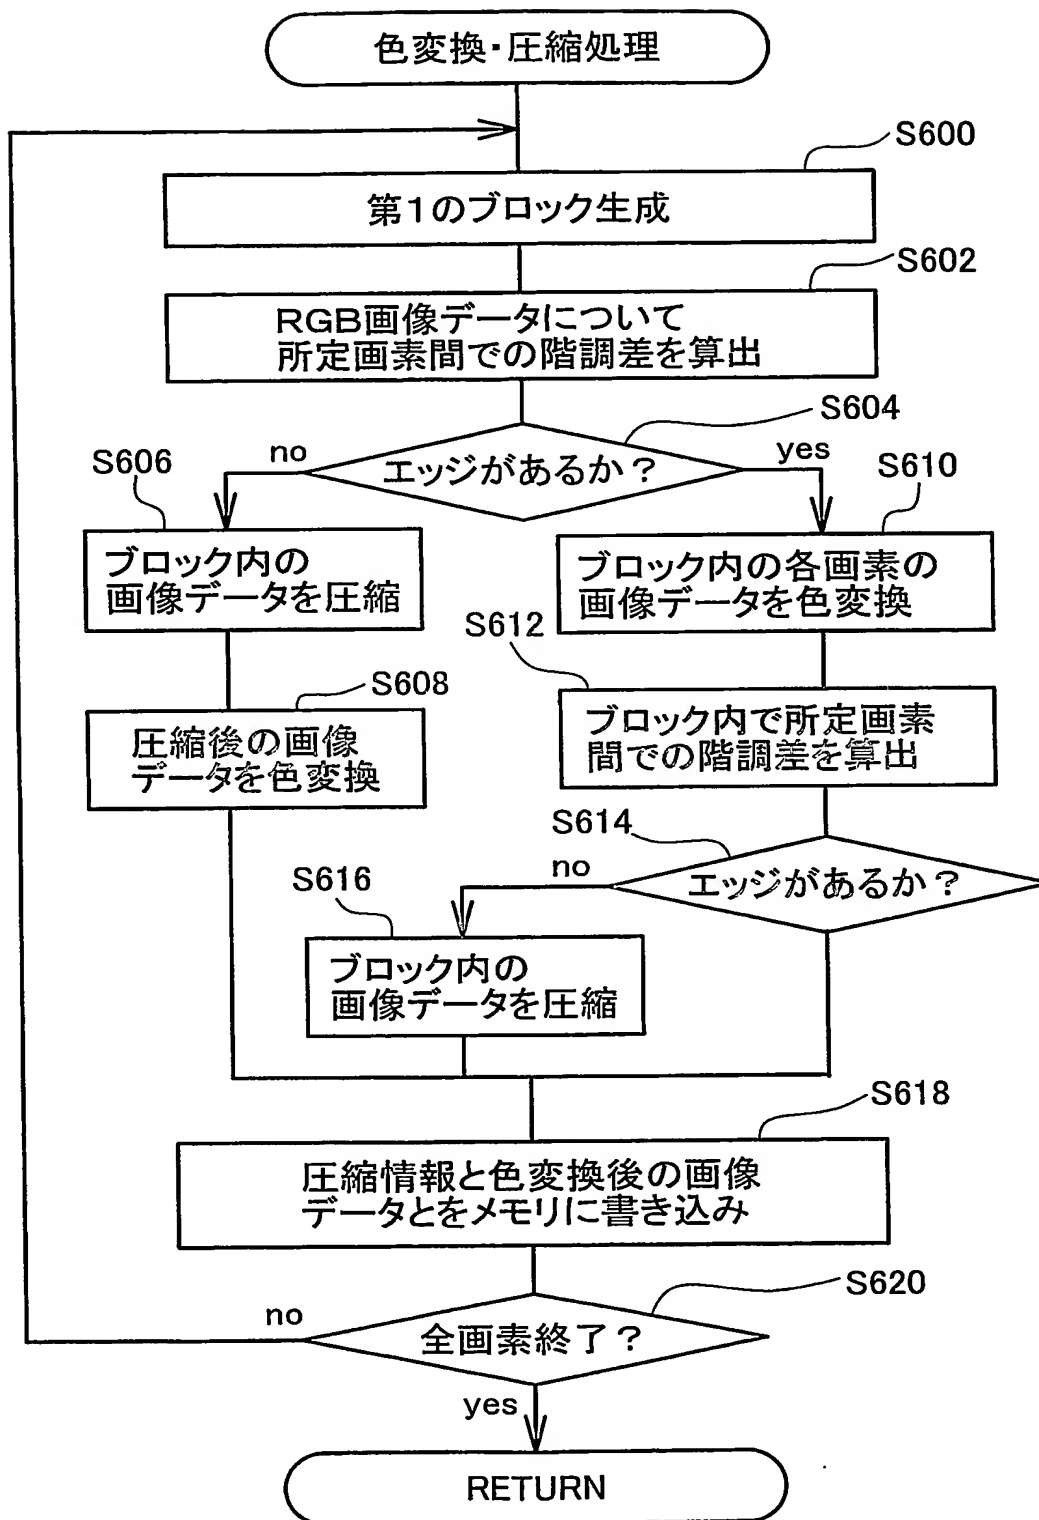 色変換・圧縮処理
S600
第1のブロック生成
S602
RGB画像データについて
所定画素間での階調差を算出
S604
エッジがあるか？
no
yes
S606
ブロック内の
画像データを圧縮
S608
圧縮後の画像
データを色変換
S610
ブロック内の各画素の
画像データを色変換
S612
ブロック内で所定画素
間での階調差を算出
S614
エッジがあるか？
no
S616
ブロック内の
画像データを圧縮
S618
圧縮情報と色変換後の画像
データとをメモリに書き込み
S620
全画素終了？
no
yes
RETURN